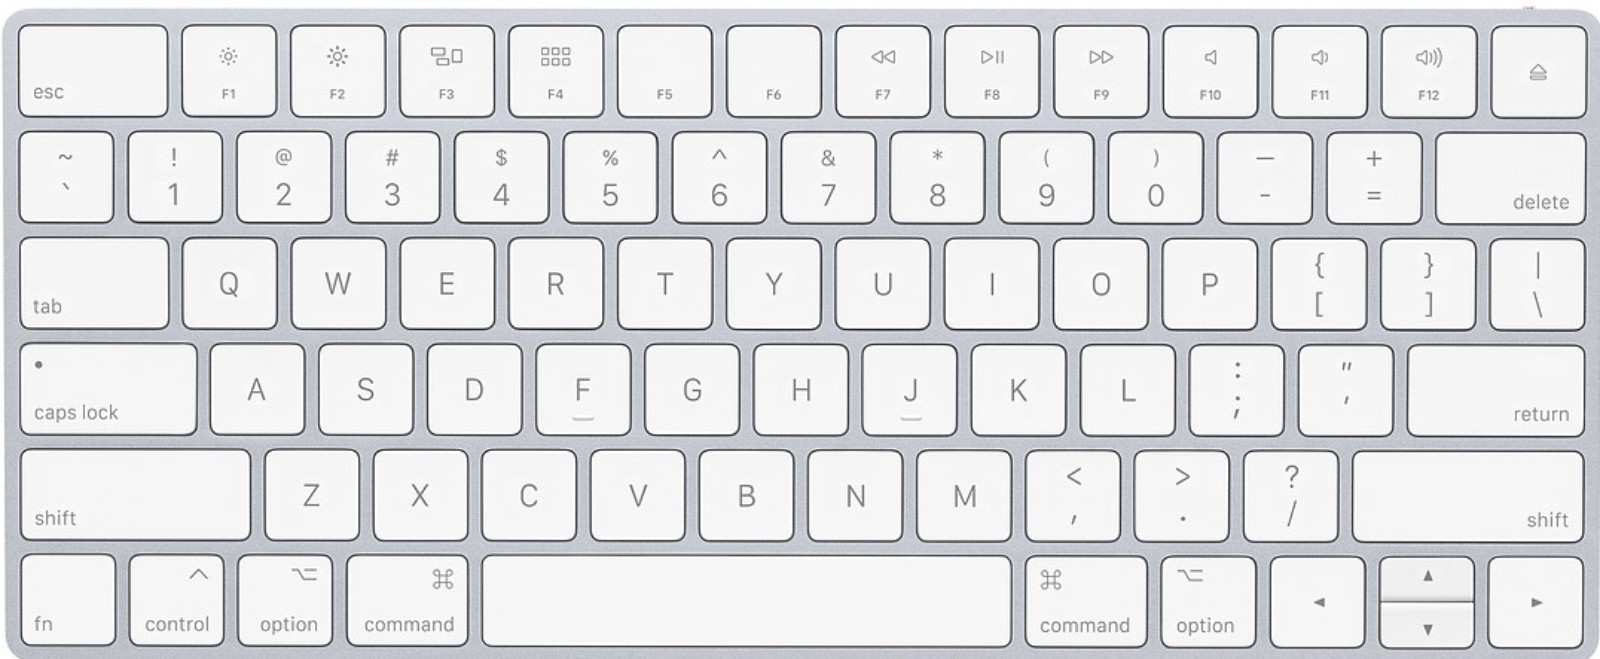 esc F1 F2 F3 F4 F5 F6 F7 F8 F9 F10 F11 F12
~ ! @ # $ % ^ & * ( ) — +
` 1 2 3 4 5 6 7 8 9 0 - = delete
tab Q W E R T Y U I O P { } |
[ ] \
caps lock A S D F G H J K L : "
; ' return
shift Z X C V B N M < > ?
, . / shift
fn control option command command option